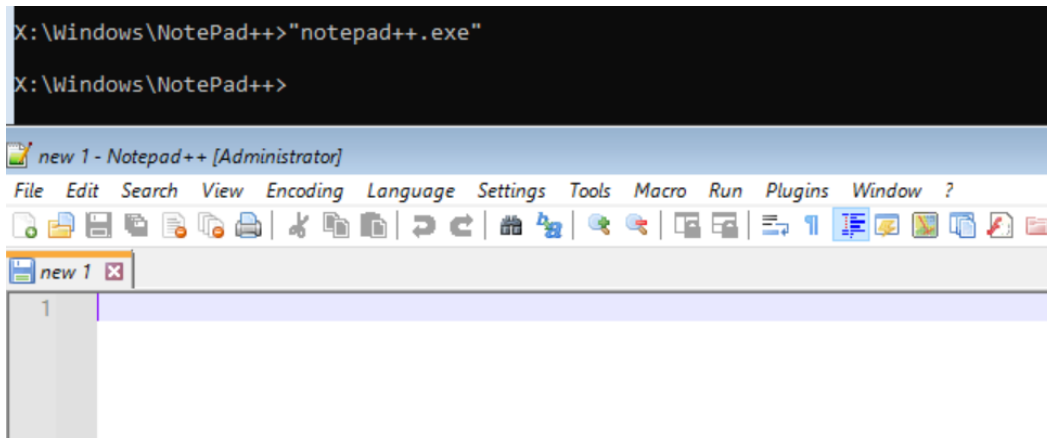 X:\Windows\NotePad++>"notepad++.exe"
X:\Windows\NotePad++>
new 1 - Notepad++ [Administrator]
File Edit Search View Encoding Language Settings Tools Macro Run Plugins Window ?
new 1
1